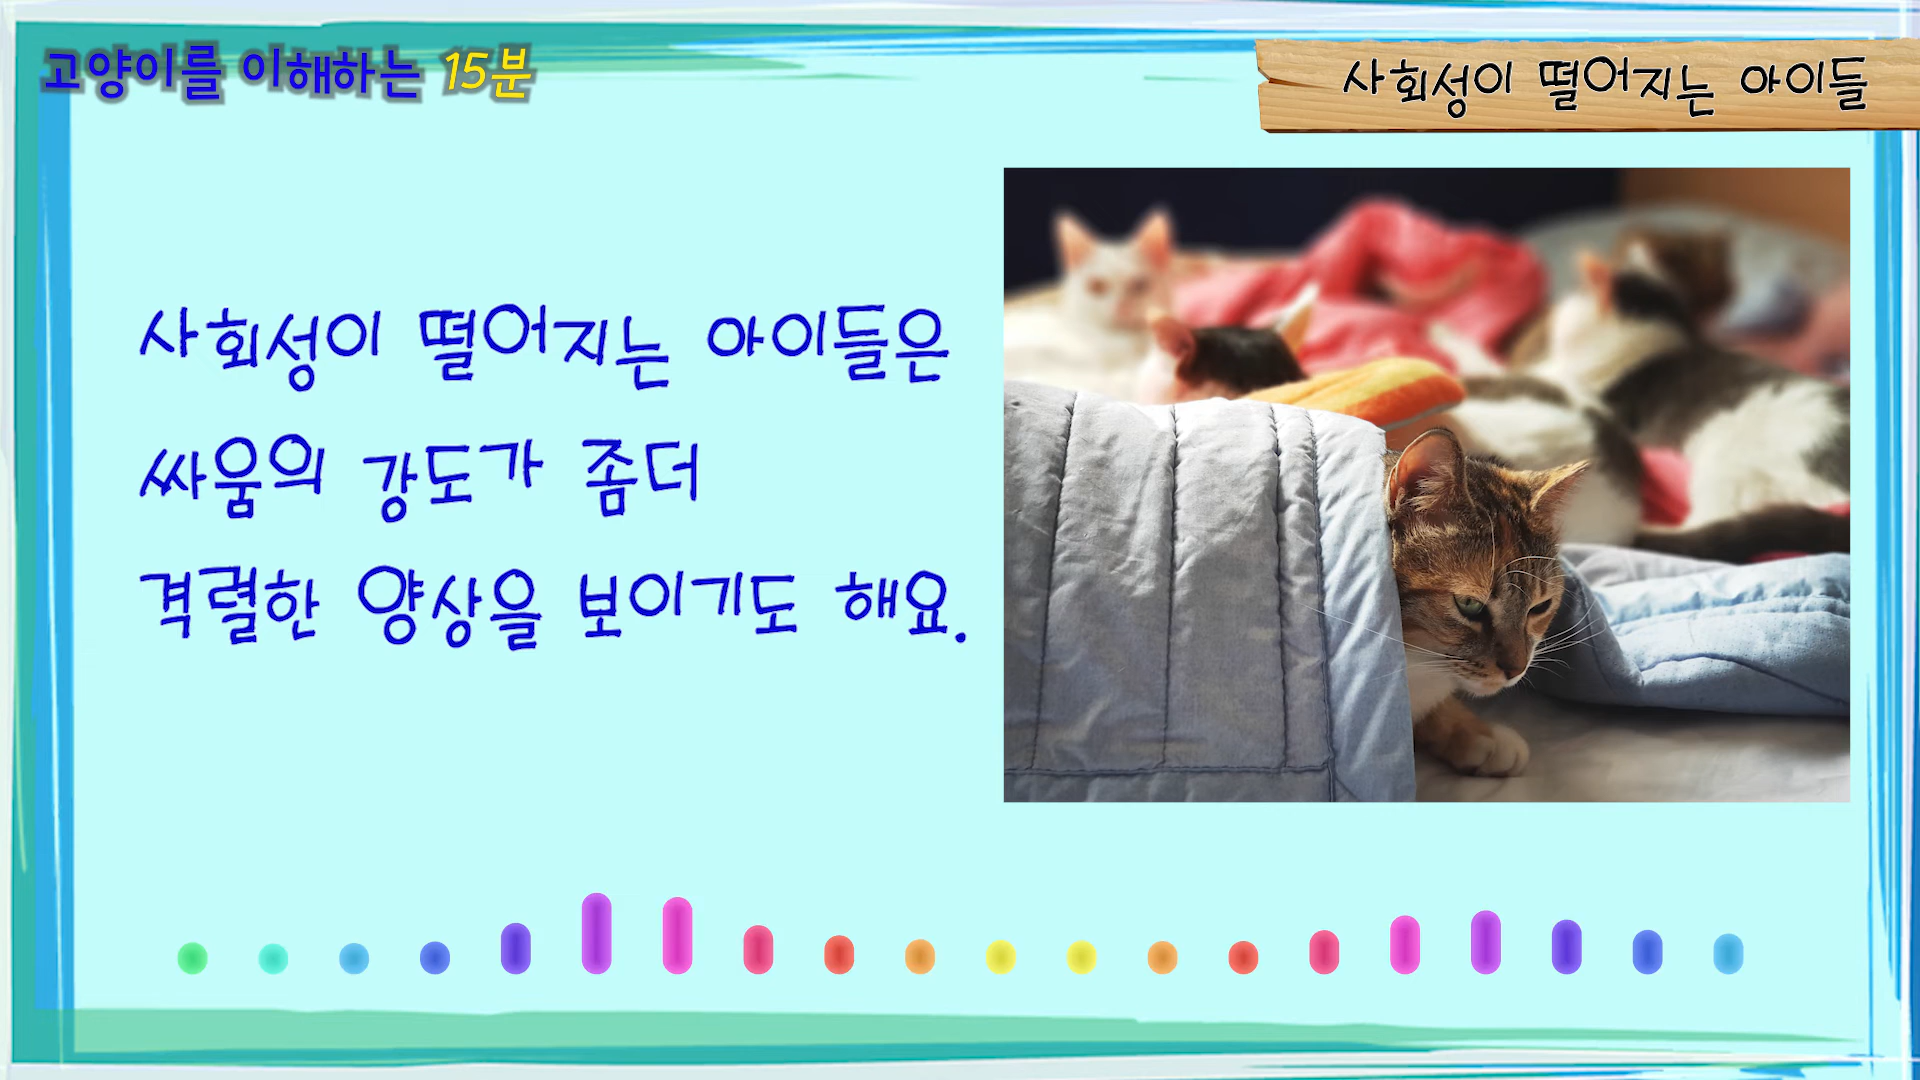 고양이를 이해하는 15분
사회성이 떨어지는 아이들
사회성이 떨어지는 아이들은
싸움의 강도가 좀더
격렬한 양상을 보이기도 해요.